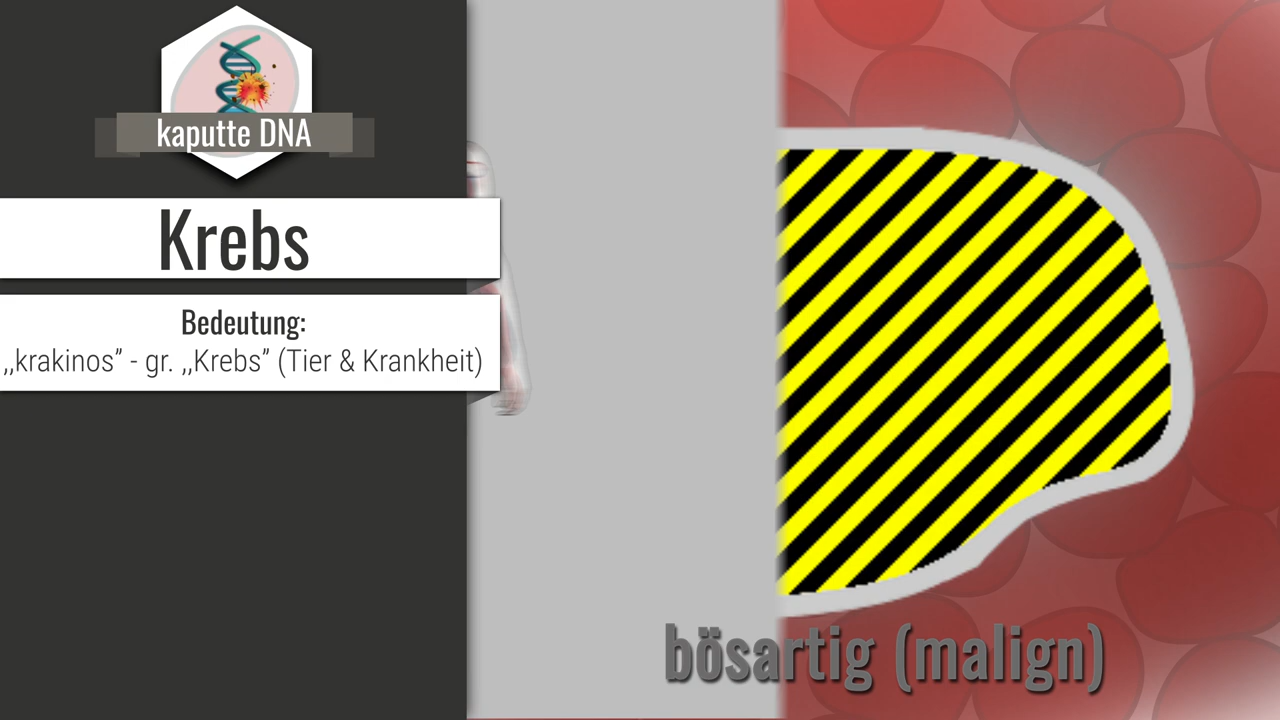 kaputte DNA
Krebs
Bedeutung:
,,krakinos” - gr. ,,Krebs” (Tier & Krankheit)
bösartig (malign)